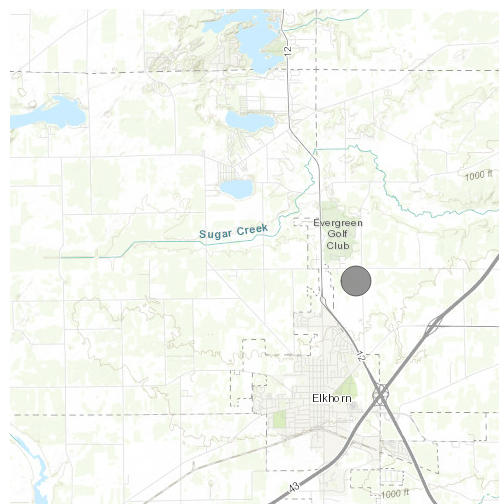 12
1000 ft
Evergreen
Golf
Club
Sugar Creek
12
Elkhorn
43
1000 ft